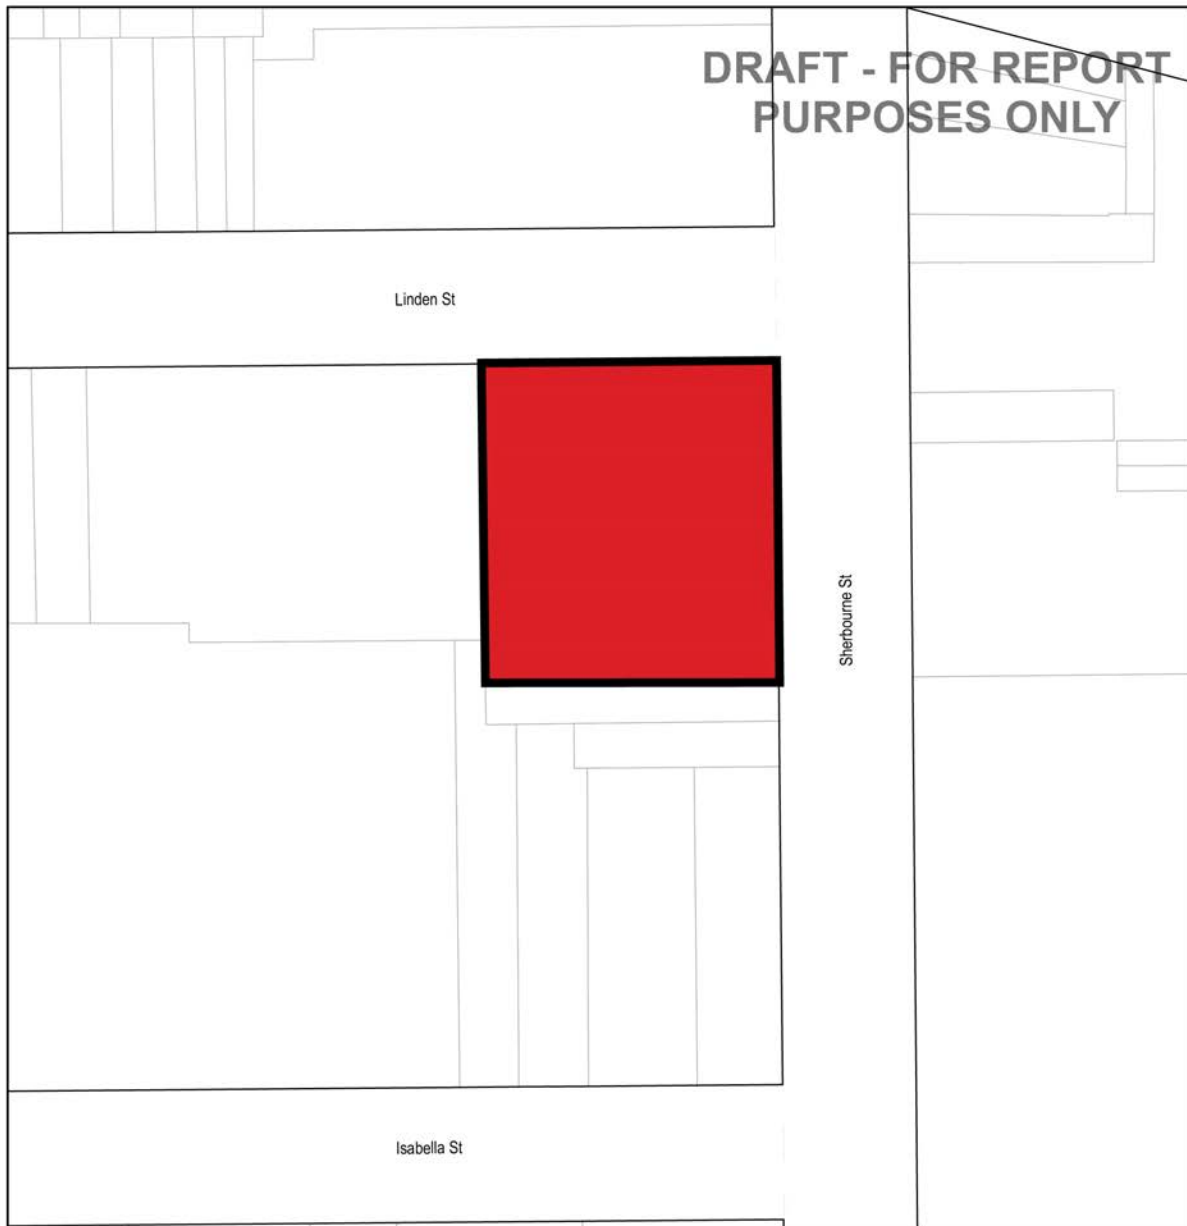 DRAFT - FOR REPORT
PURPOSES ONLY
Linden St
Sherbourne St
Isabella St